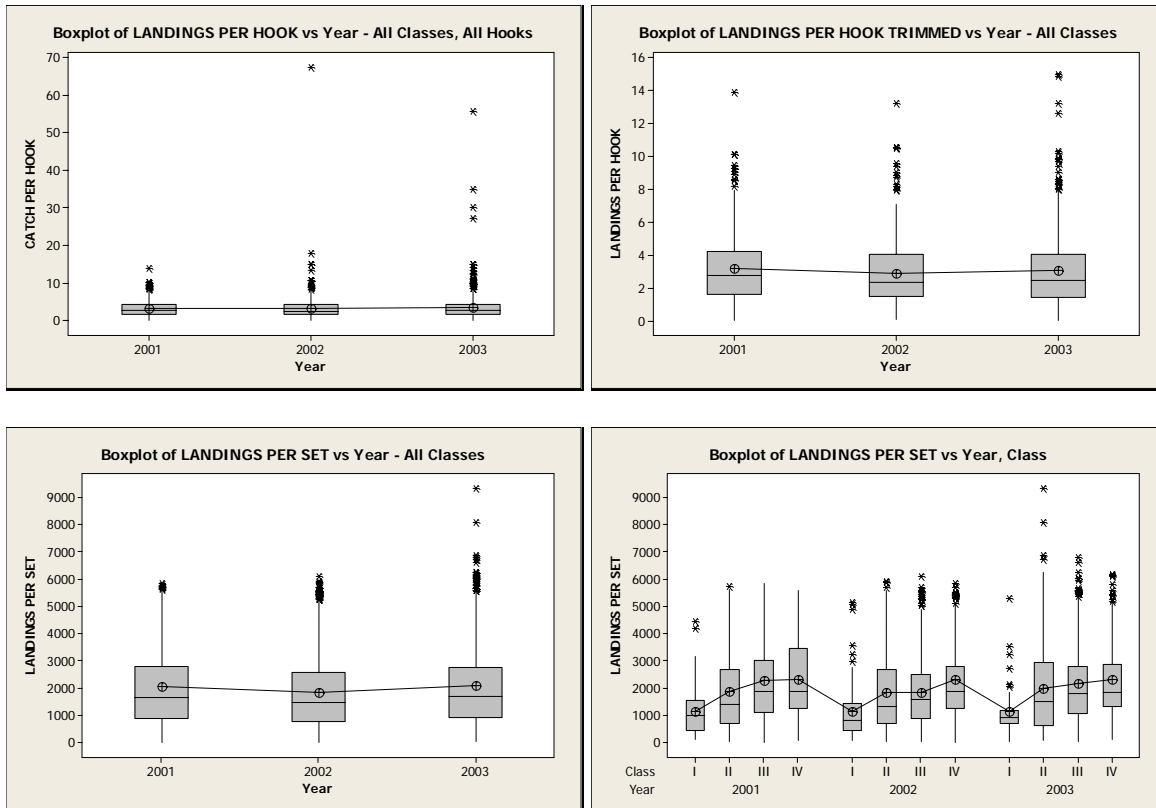 Boxplot of LANDINGS PER HOOK vs Year - All Classes, All Hooks
CATCH PER HOOK
70
60
50
40
30
20
10
0
2001 2002 2003
Year
Boxplot of LANDINGS PER HOOK TRIMMED vs Year - All Classes
LANDINGS PER HOOK
16
14
12
10
8
6
4
2
0
2001 2002 2003
Year
Boxplot of LANDINGS PER SET vs Year - All Classes
LANDINGS PER SET
9000
8000
7000
6000
5000
4000
3000
2000
1000
0
2001 2002 2003
Year
Boxplot of LANDINGS PER SET vs Year, Class
LANDINGS PER SET
9000
8000
7000
6000
5000
4000
3000
2000
1000
0
Class I II III IV I II III IV I II III IV
Year 2001 2002 2003